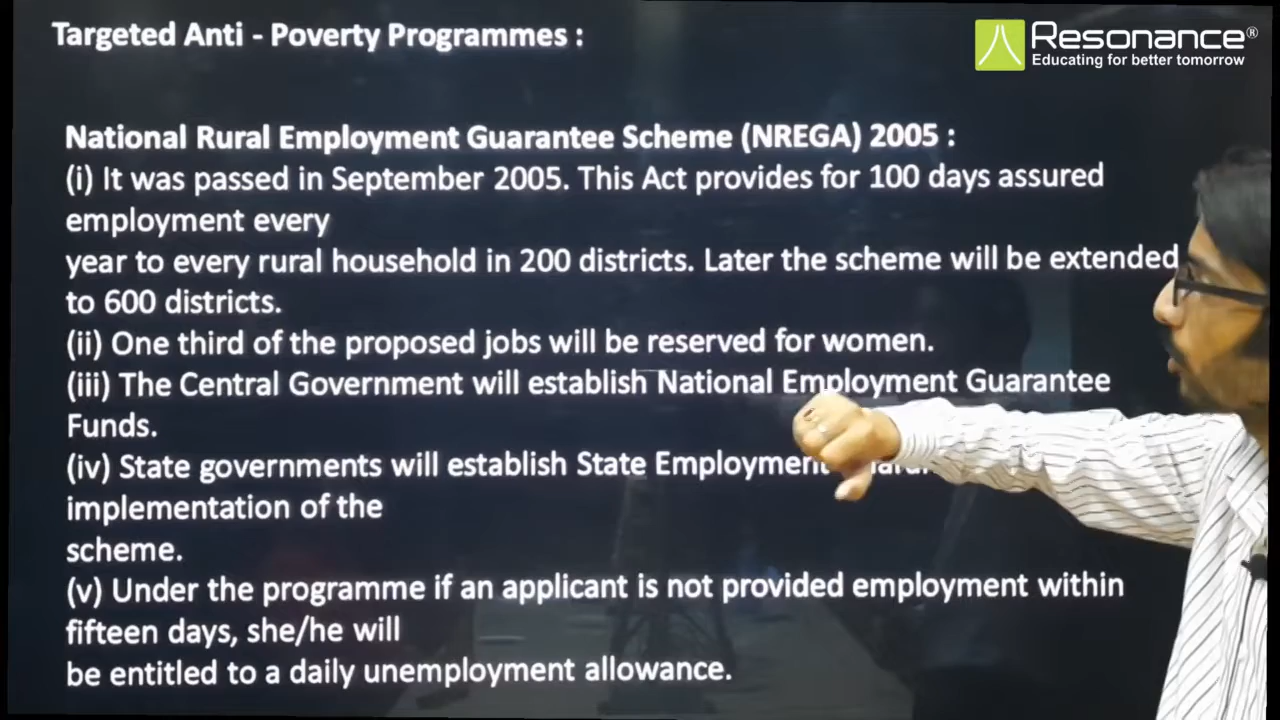 Targeted Anti - Poverty Programmes :
Resonance®
Educating for better tomorrow
National Rural Employment Guarantee Scheme (NREGA) 2005 :
(i) It was passed in September 2005. This Act provides for 100 days assured
employment every
year to every rural household in 200 districts. Later the scheme will be extended
to 600 districts.
(ii) One third of the proposed jobs will be reserved for women.
(iii) The Central Government will establish National Employment Guarantee
Funds.
(iv) State governments will establish State
implementation of the
scheme.
(v) Under the programme if an applicant is not provided employment within
fifteen days, she/he will
be entitled to a daily unemployment allowance.